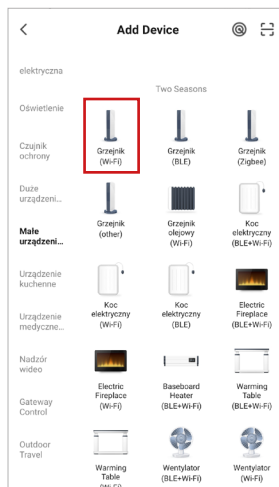 Add Device
elektryczna
Oświetlenie
Czujnik
ochrony
Duże
urządzeni...
Małe
urządzeni...
Urządzenie
kuchenne
Urządzenie
medyczne...
Nadzór
wideo
Gateway
Control
Outdoor
Travel
Two Seasons
Grzejnik
(Wi-Fi)
Grzejnik
(BLE)
Grzejnik
(Zigbee)
Grzejnik
(other)
Grzejnik
olejowy
(Wi-Fi)
Koc
elektryczny
(BLE+Wi-Fi)
Koc
elektryczny
(Wi-Fi)
Koc
elektryczny
(BLE)
Electric
Fireplace
(BLE+Wi-Fi)
Electric
Fireplace
(Wi-Fi)
Baseboard
Heater
(BLE+Wi-Fi)
Warming
Table
(BLE+Wi-Fi)
Warming
Table
(Wi-Fi)
Wentylator
(BLE+Wi-Fi)
Wentylator
(Wi-Fi)